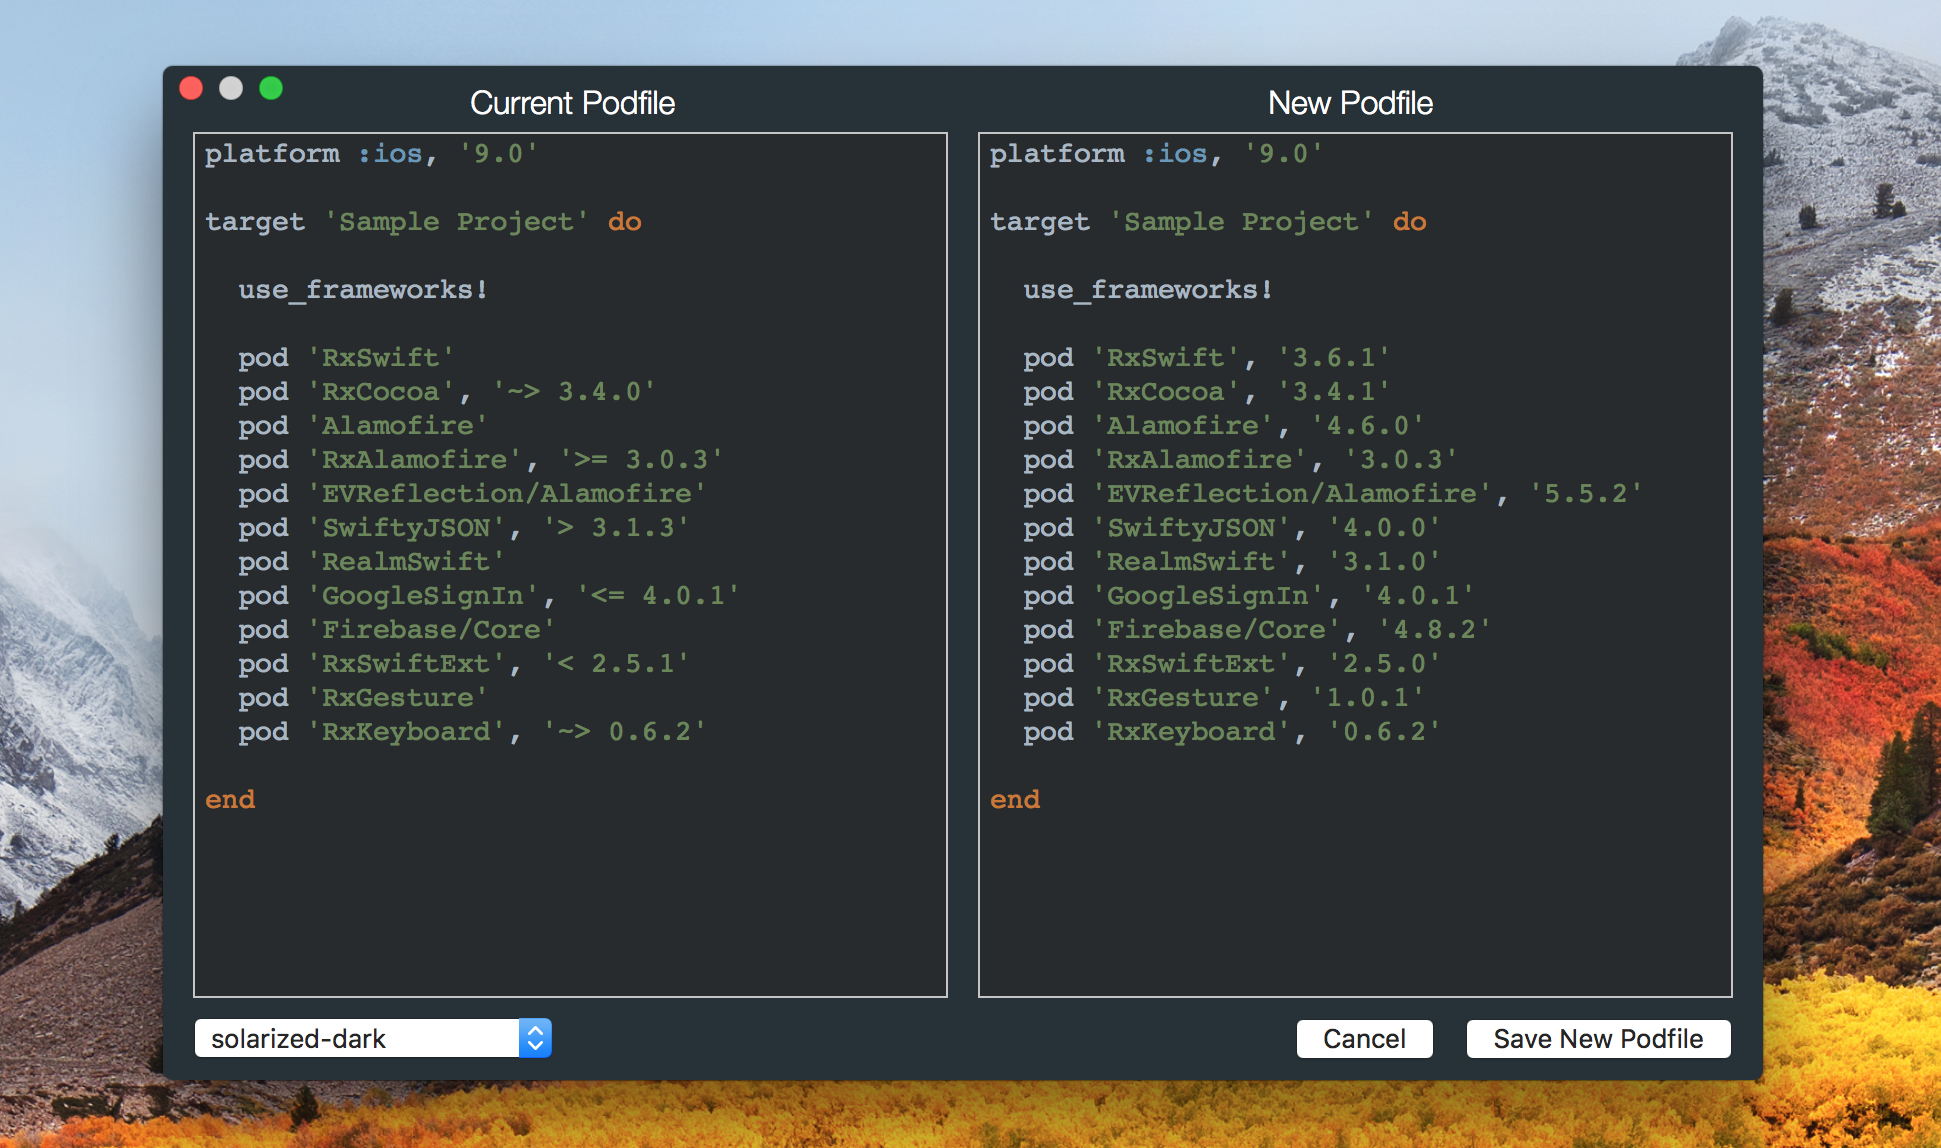 Current Podfile
platform :ios, '9.0'
target 'Sample Project' do
use_frameworks!
pod 'RxSwift'
pod 'RxCocoa', '~> 3.4.0'
pod 'Alamofire'
pod 'RxAlamofire', '>= 3.0.3'
pod 'EVReflection/Alamofire'
pod 'SwiftyJSON', '> 3.1.3'
pod 'RealmSwift'
pod 'GoogleSignIn', '<= 4.0.1'
pod 'Firebase/Core'
pod 'RxSwiftExt', '< 2.5.1'
pod 'RxGesture'
pod 'RxKeyboard', '~> 0.6.2'
end
New Podfile
platform :ios, '9.0'
target 'Sample Project' do
use_frameworks!
pod 'RxSwift', '3.6.1'
pod 'RxCocoa', '3.4.1'
pod 'Alamofire', '4.6.0'
pod 'RxAlamofire', '3.0.3'
pod 'EVReflection/Alamofire', '5.5.2'
pod 'SwiftyJSON', '4.0.0'
pod 'RealmSwift', '3.1.0'
pod 'GoogleSignIn', '4.0.1'
pod 'Firebase/Core', '4.8.2'
pod 'RxSwiftExt', '2.5.0'
pod 'RxGesture', '1.0.1'
pod 'RxKeyboard', '0.6.2'
end
solarized-dark
Cancel
Save New Podfile